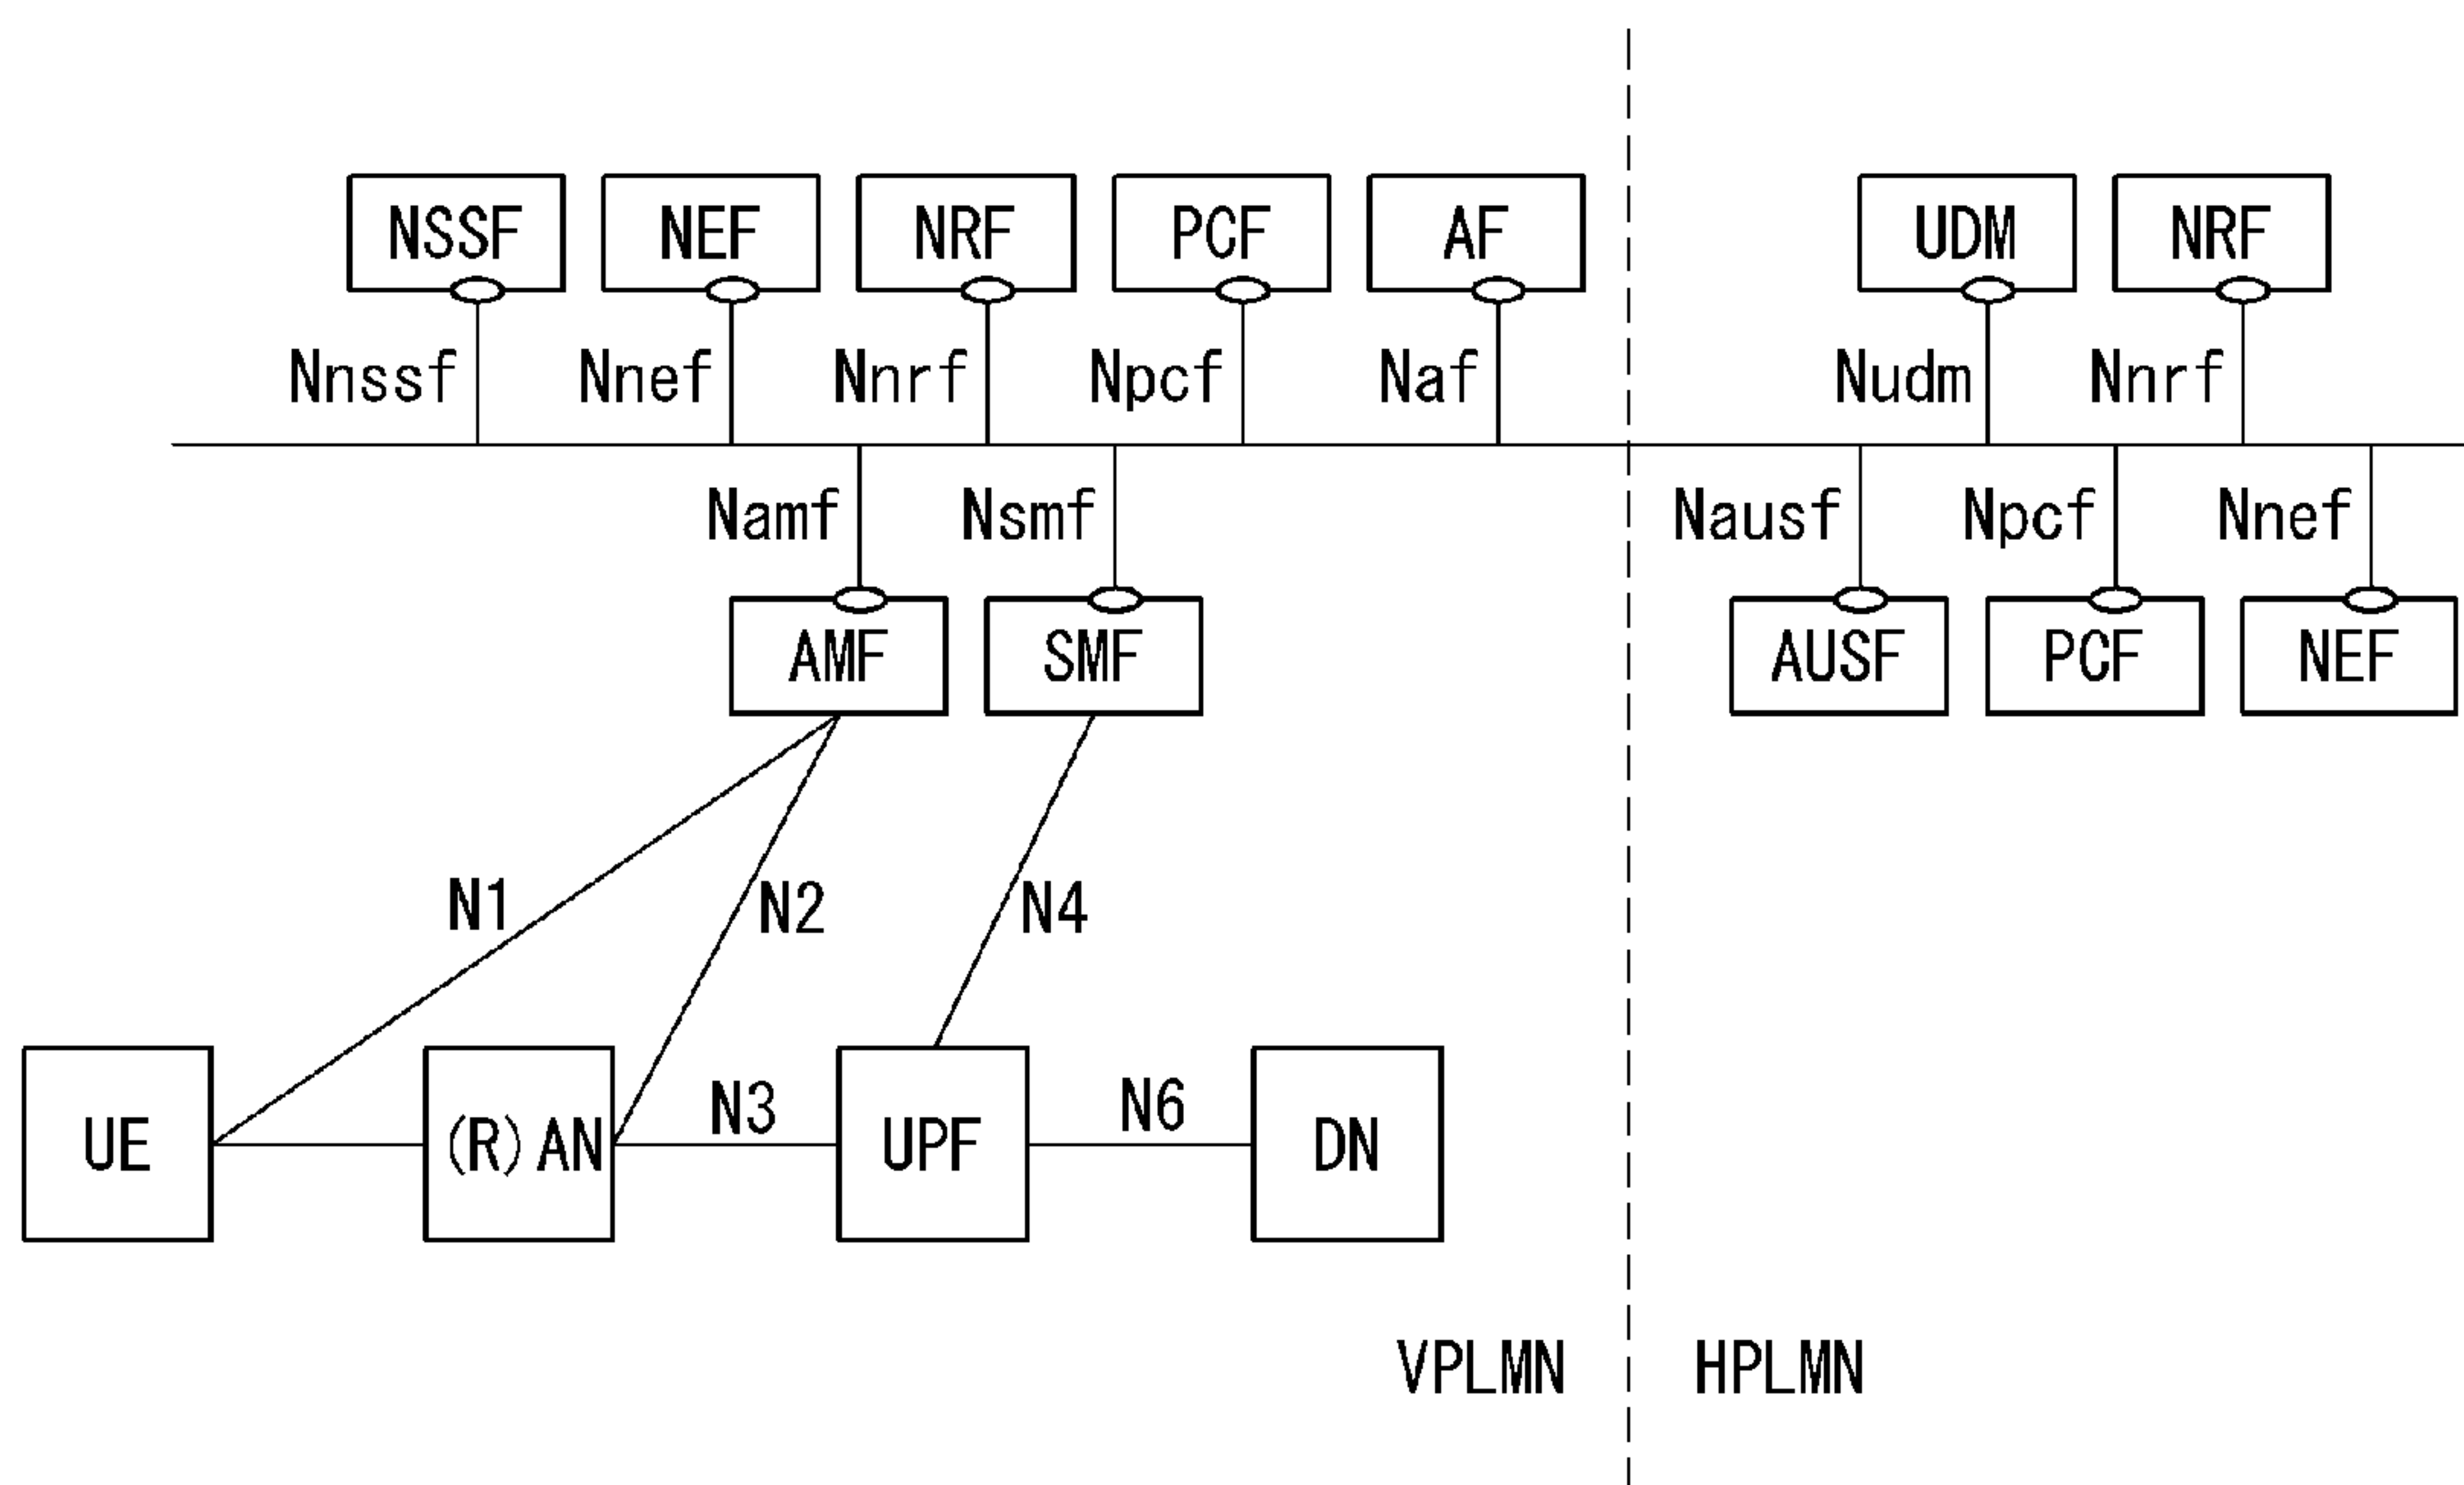 NSSF NEF NRF PCF AF UDM NRF
Nnssf Nnef Nnrf Npcf Naf Nudm Nnrf
Namf Nsmf Nausf Npcf Nnef
AMF SMF AUSF PCF NEF
N1 N2 N4
N3 N6
UE (R)AN UPF DN
VPLMN HPLMN